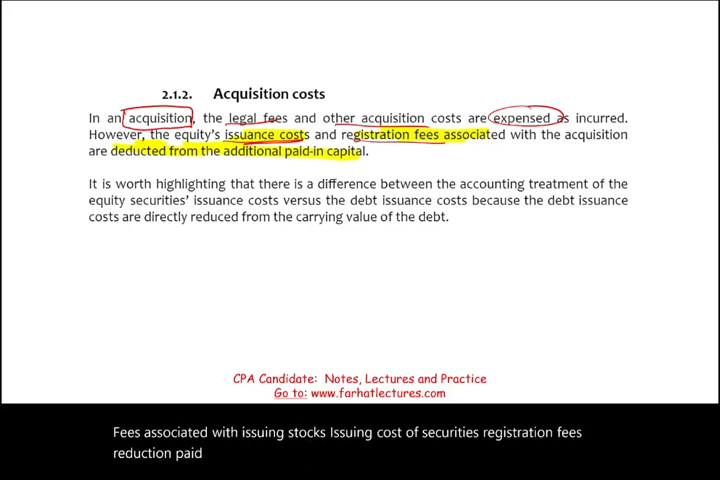 2.1.2. Acquisition costs
In an acquisition, the legal fees and other acquisition costs are expensed as incurred.
However, the equity's issuance costs and registration fees associated with the acquisition
are deducted from the additional paid-in capital.
It is worth highlighting that there is a difference between the accounting treatment of the
equity securities' issuance costs versus the debt issuance costs because the debt issuance
costs are directly reduced from the carrying value of the debt.
CPA Candidate: Notes, Lectures and Practice
Go to: www.farhatlectures.com
Fees associated with issuing stocks Issuing cost of securities registration fees
reduction paid